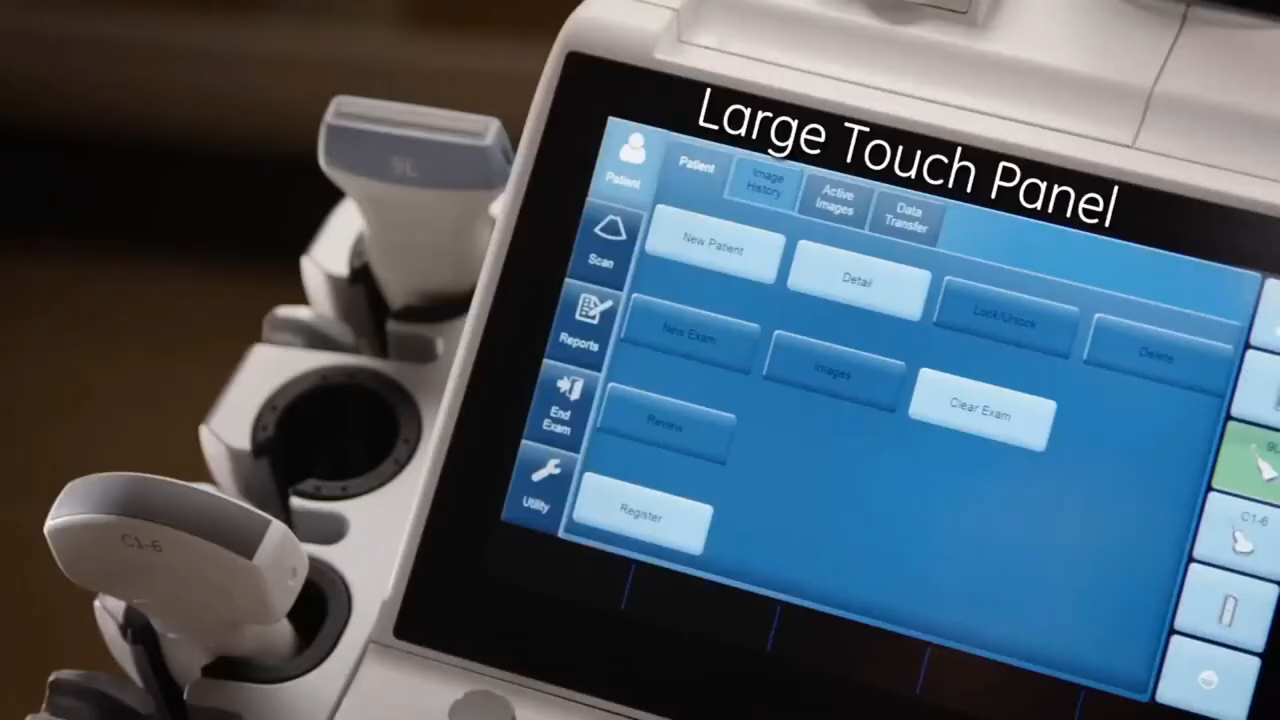 Large Touch Panel
9L
C1-6
Patient
Scan
Reports
End
Exam
Utility
Patient
Image
History
Active
Images
Data
Transfer
New Patient
Detail
Lock/Unlock
Delete
New Exam
Images
Clear Exam
Review
Register
9L
C1-6